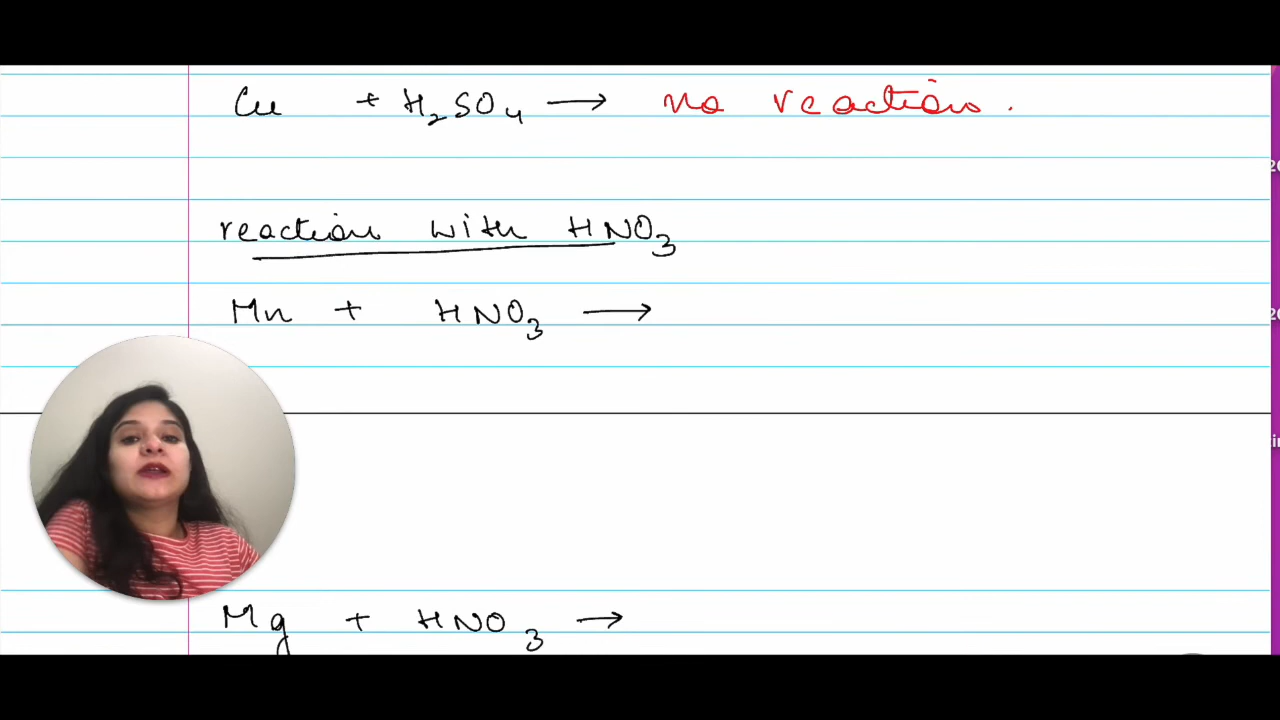 Cu + H₂SO₄ → no reaction.
reaction with HNO₃
Mn + HNO₃ →
Mg + HNO₃ →